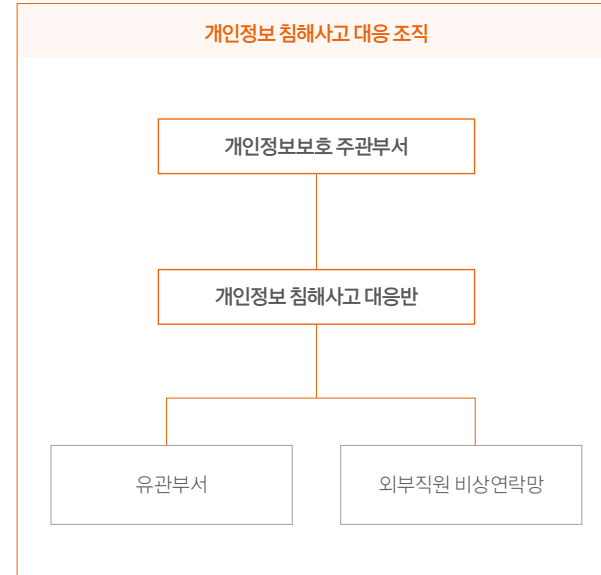 개인정보 침해사고 대응 조직
개인정보보호 주관부서
개인정보 침해사고 대응반
유관부서
외부직원 비상연락망